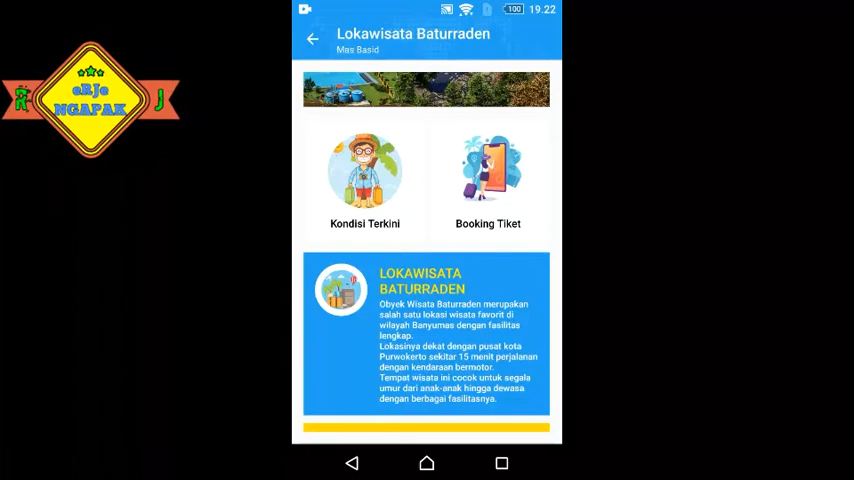 100 19.22
Lokawisata Baturraden
Mas Basid
eRJe
R NGAPAK J
Kondisi Terkini
Booking Tiket
LOKAWISATA
BATURRADEN
Obyek Wisata Baturraden merupakan
salah satu lokasi wisata favorit di
wilayah Banyumas dengan fasilitas
lengkap.
Lokasinya dekat dengan pusat kota
Purwokerto sekitar 15 menit perjalanan
dengan kendaraan bermotor.
Tempat wisata ini cocok untuk segala
umur dari anak-anak hingga dewasa
dengan berbagai fasilitasnya.